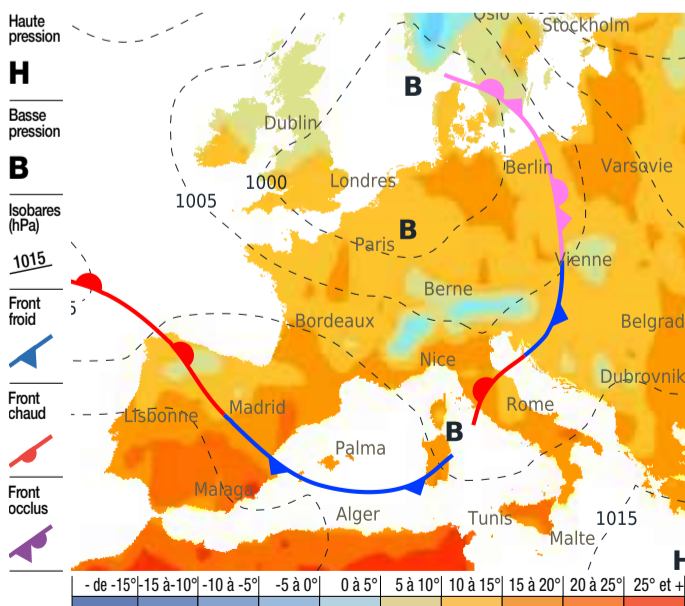 Haute
pression
H
Basse
pression
B
Isobares
(hPa)
1015
Front
froid
Front
chaud
Front
occlus
Oslo
Stockholm
B
Dublin
1000
Londres
1005
Berlin
Varsovie
B
Paris
Vienne
Berne
5
Bordeaux
Belgrad
Nice
Dubrovnik
Lisbonne
Madrid
Rome
B
Palma
Malaga
Alger
Tunis
1015
Malte
H
- de -15°
-15 à-10°
-10 à -5°
-5 à 0°
0 à 5°
5 à 10°
10 à 15°
15 à 20°
20 à 25°
25° et +